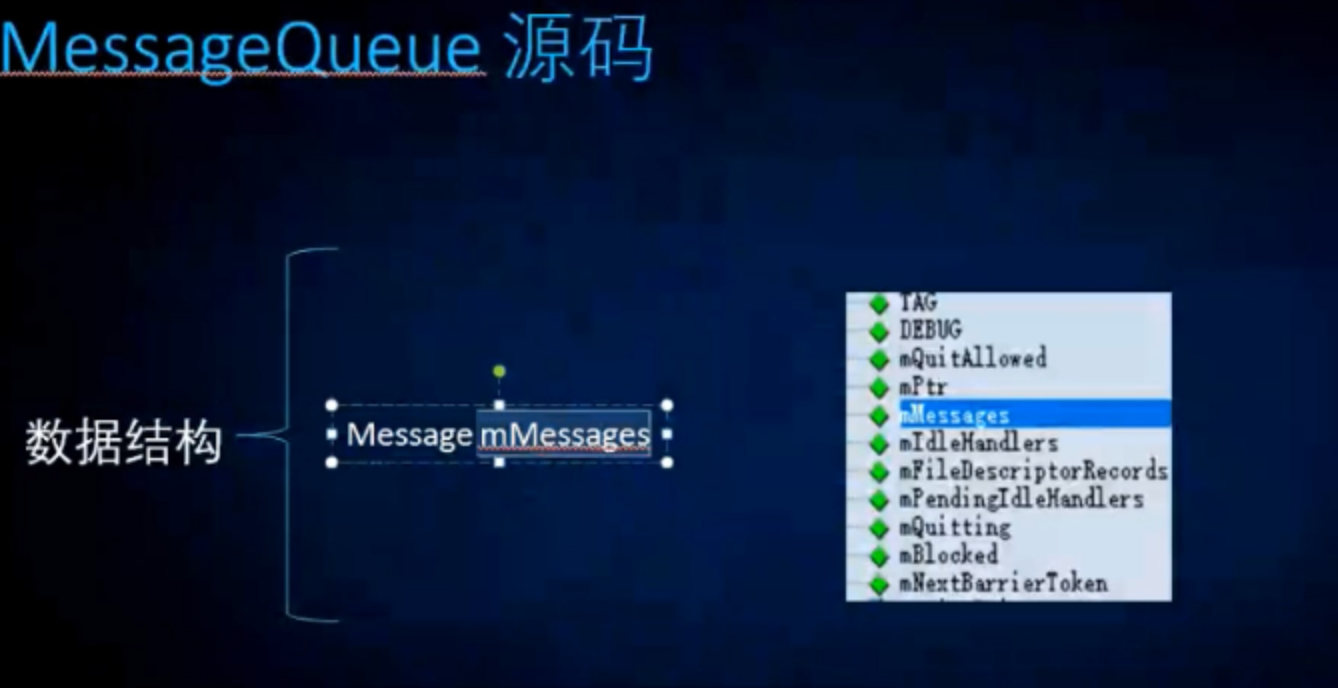 MessageQueue 源码
数据结构
Message mMessages
TAG
DEBUG
mQuitAllowed
mPtr
mMessages
mIdleHandlers
mFileDescriptorRecords
mPendingIdleHandlers
mQuitting
mBlocked
mNextBarrierToken